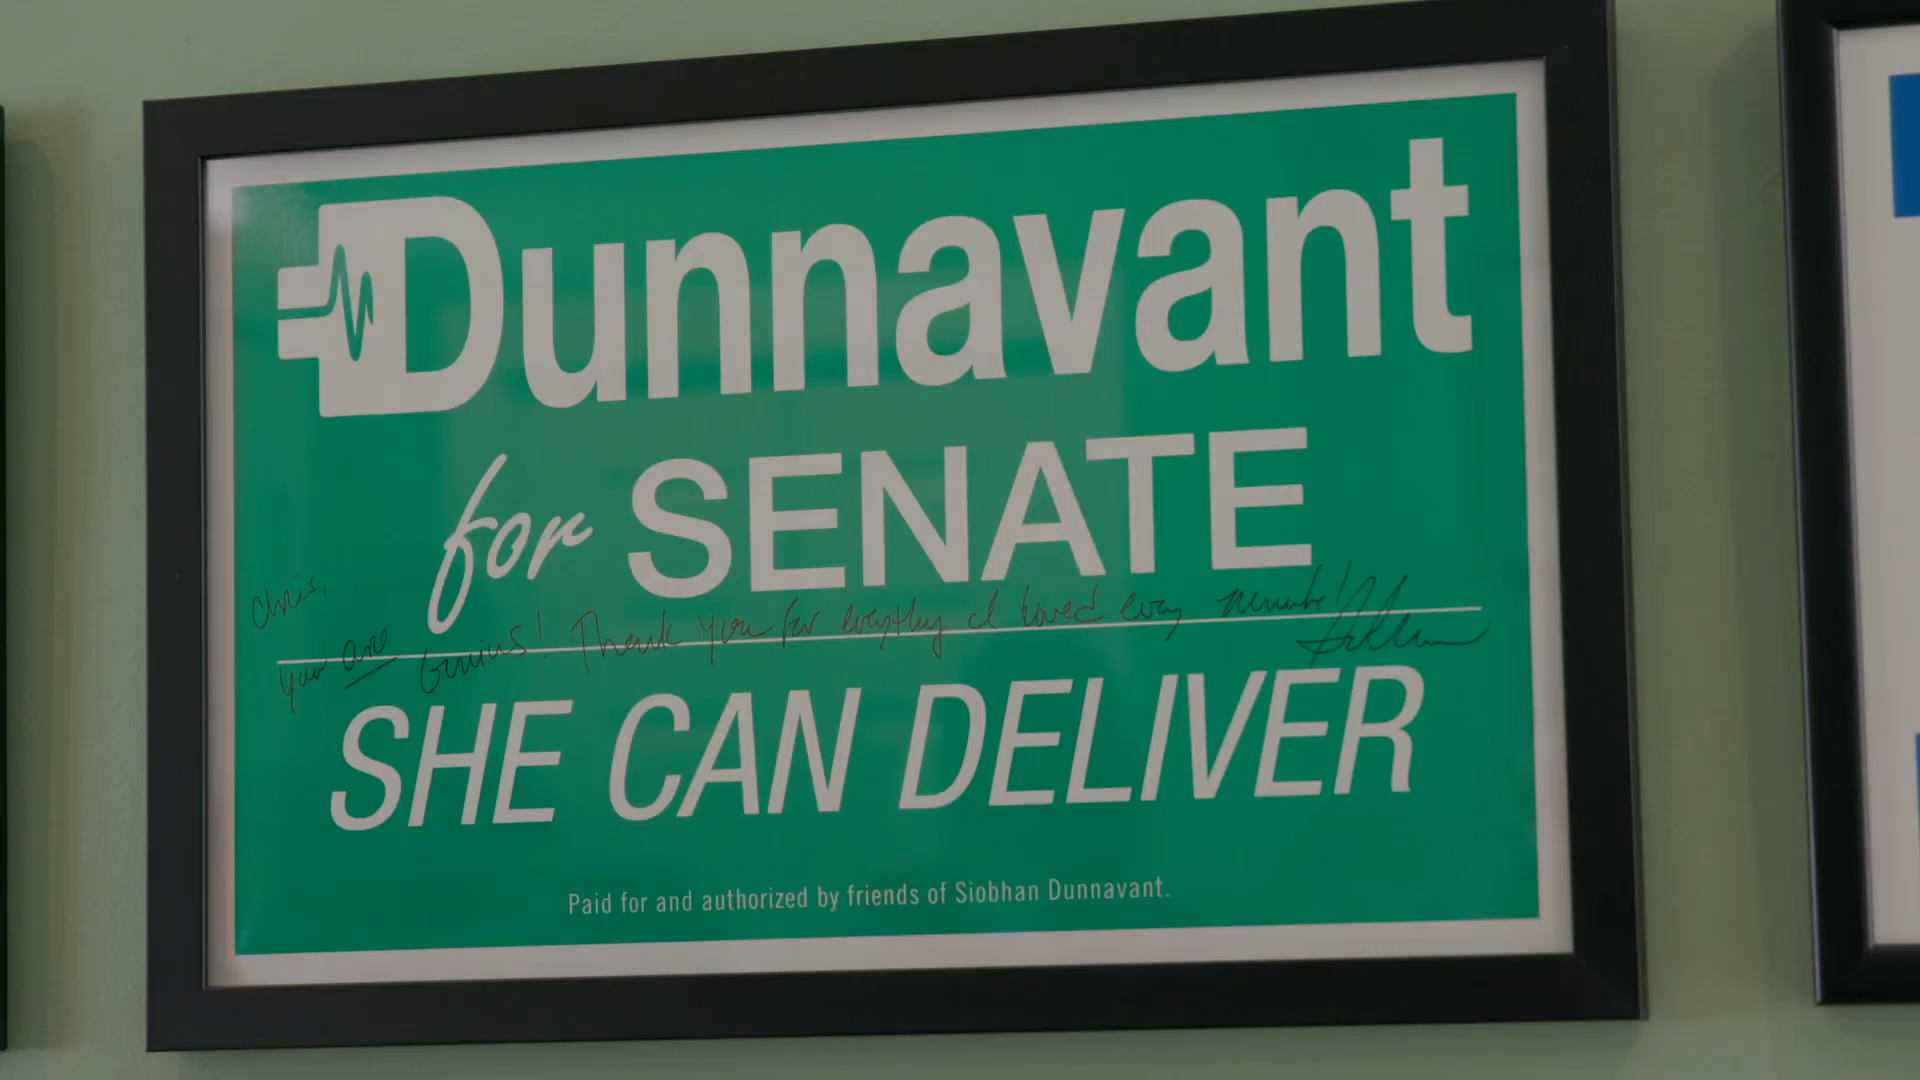 Dunnavant
for SENATE
Chris,
You are Genius! Thank you for everything I loved every minute!
SHE CAN DELIVER
Paid for and authorized by friends of Siobhan Dunnavant.